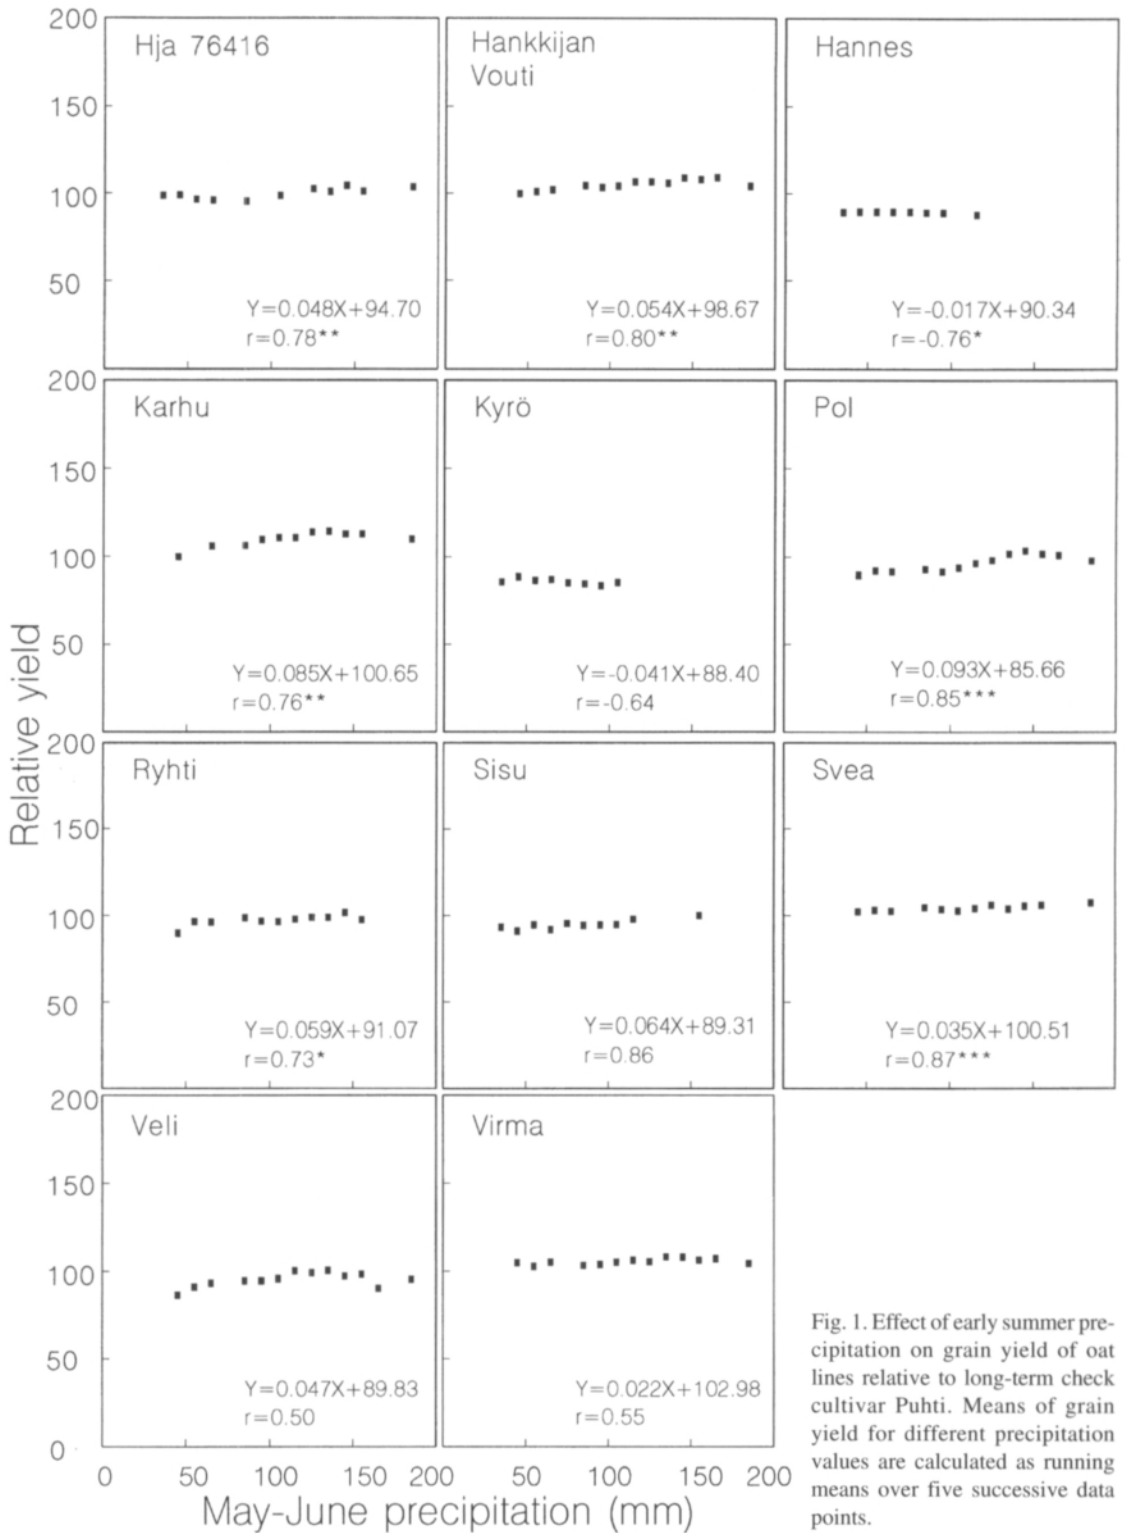 200
Hja 76416
Hankkijan
Vouti
Hannes
150
100
50
Y=0.048X+94.70
r=0.78**
Y=0.054X+98.67
r=0.80**
Y=-0.017X+90.34
r=-0.76*
200
Karhu
Kyrö
Pol
150
100
50
Y=0.085X+100.65
r=0.76**
Y=-0.041X+88.40
r=-0.64
Y=0.093X+85.66
r=0.85***
Relative yield
200
Ryhti
Sisu
Svea
150
100
50
Y=0.059X+91.07
r=0.73*
Y=0.064X+89.31
r=0.86
Y=0.035X+100.51
r=0.87***
200
Veli
Virma
150
100
50
Y=0.047X+89.83
r=0.50
Y=0.022X+102.98
r=0.55
0
0 50 100 150 200 50 100 150 200
May-June precipitation (mm)
Fig. 1. Effect of early summer pre-
cipitation on grain yield of oat
lines relative to long-term check
cultivar Puhti. Means of grain
yield for different precipitation
values are calculated as running
means over five successive data
points.